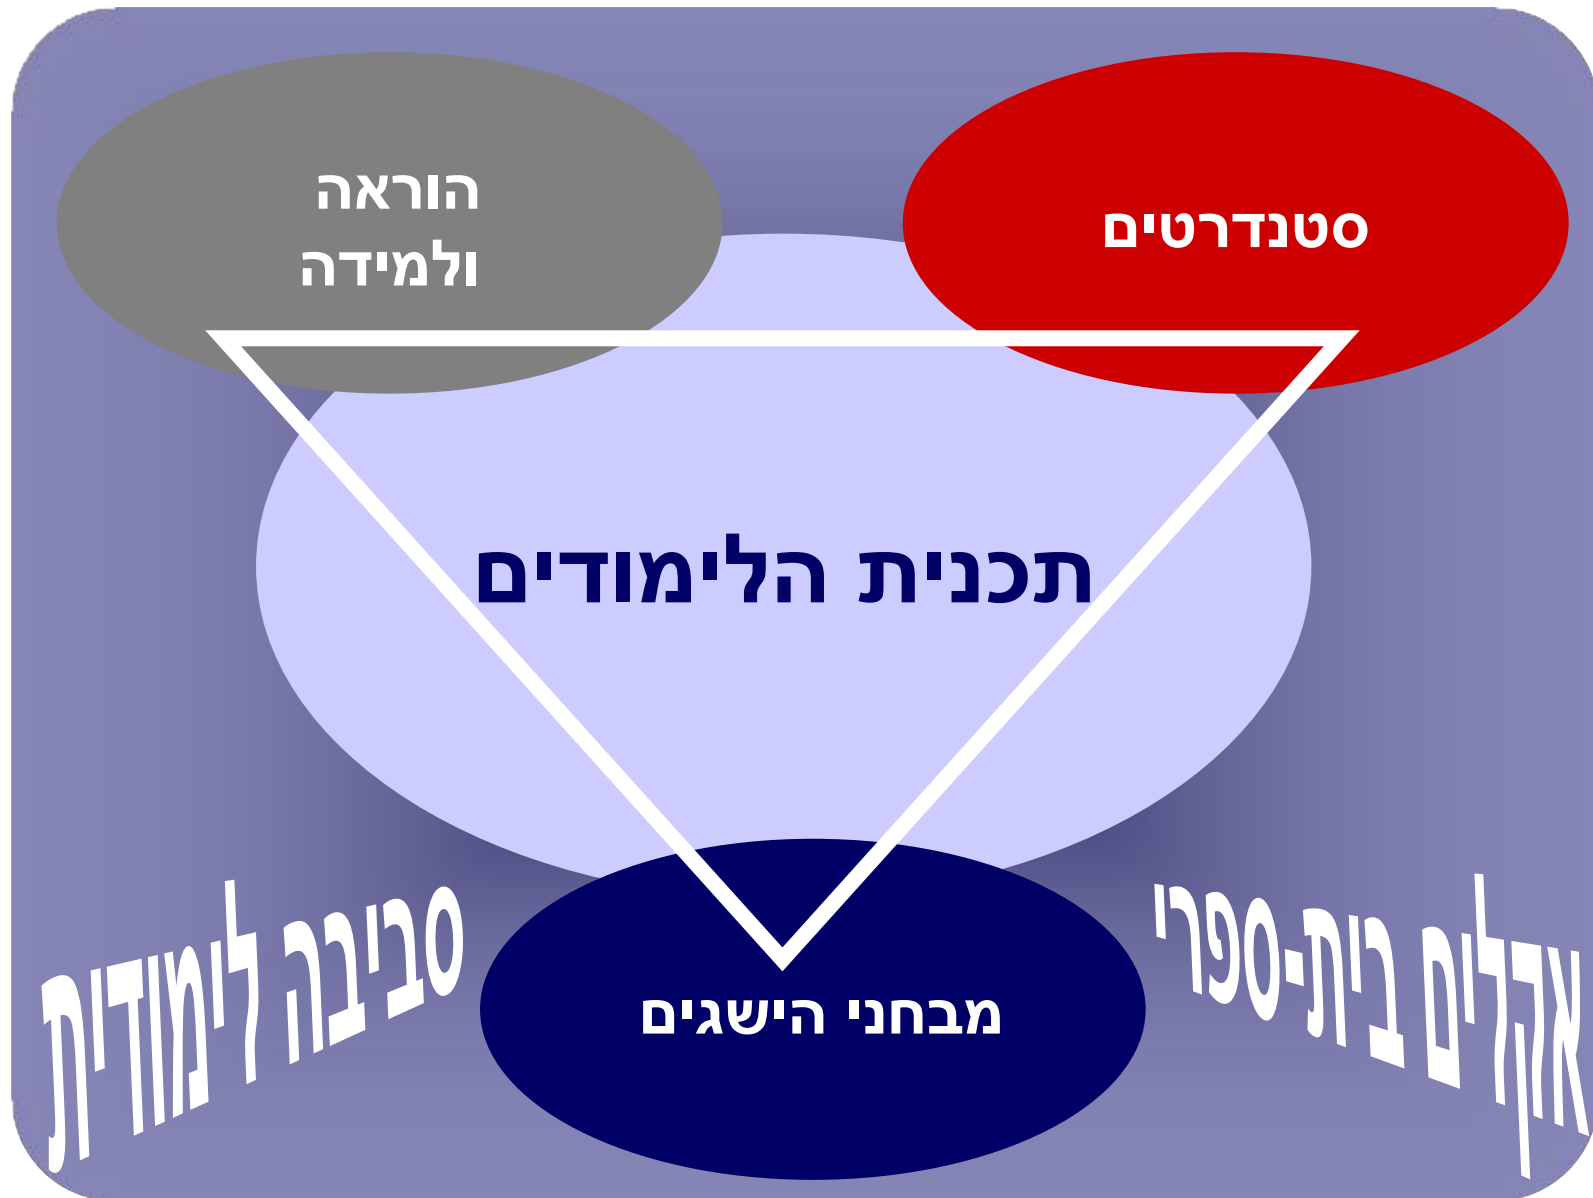 סטנדרטים
הוראה
ולמידה
תכנית הלימודים
מבחני הישגים
אקלים בית-ספרי
סביבה לימודית